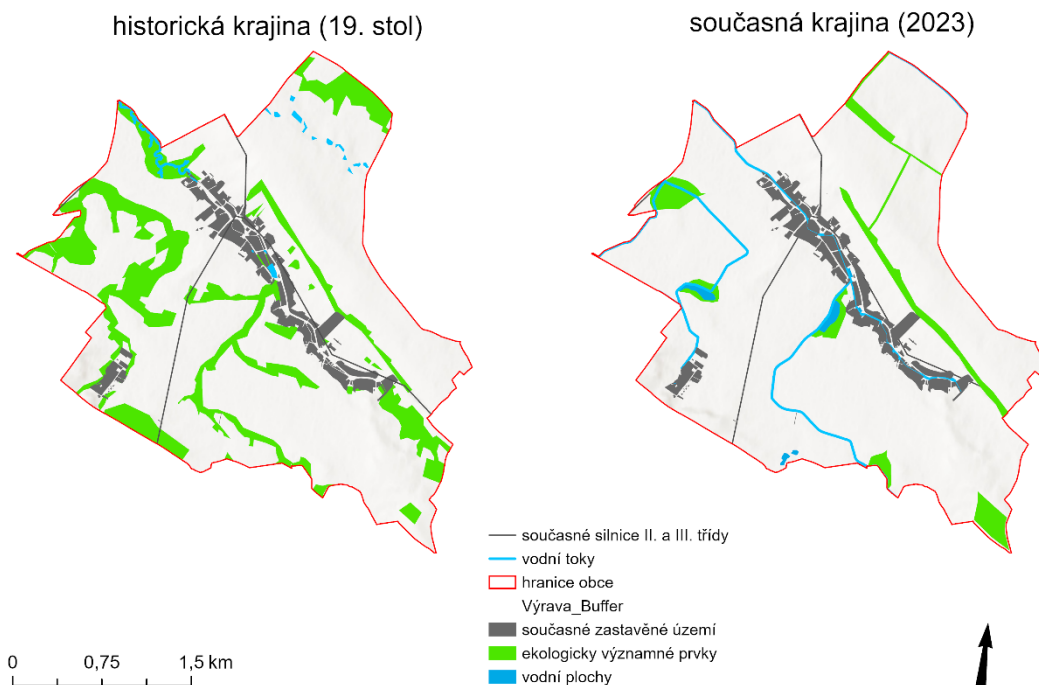 historická krajina (19. stol)
současná krajina (2023)
současné silnice II. a III. třídy
vodní toky
hranice obce
Výrava_Buffer
současné zastavěné území
ekologicky významné prvky
vodní plochy
0 0,75 1,5 km